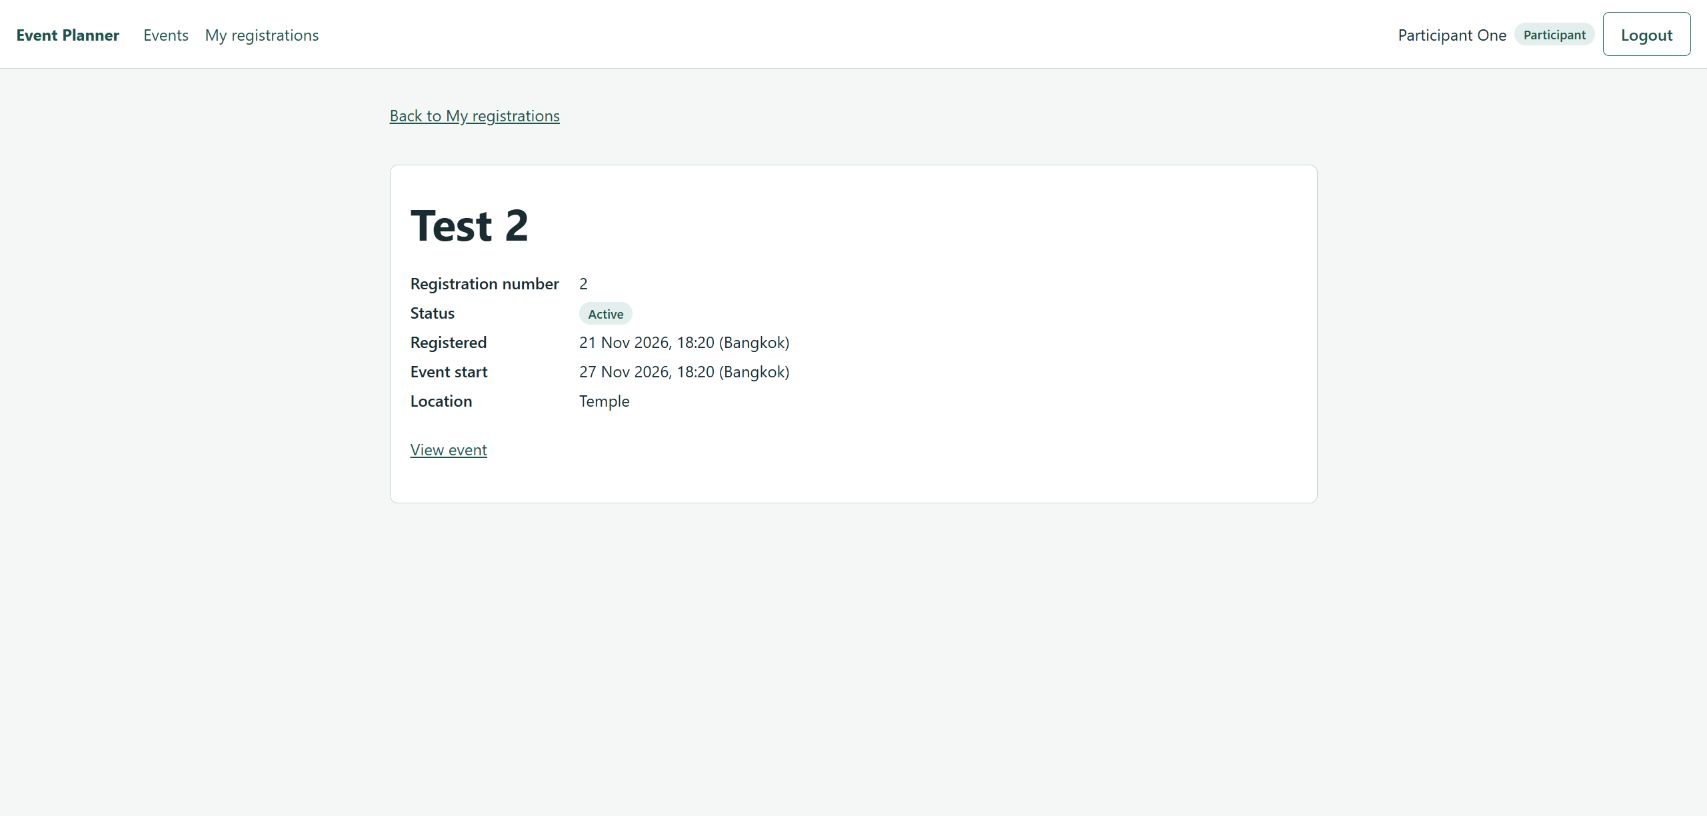 Event Planner Events My registrations Participant One Participant Logout
Back to My registrations
Test 2
Registration number 2
Status Active
Registered 21 Nov 2026, 18:20 (Bangkok)
Event start 27 Nov 2026, 18:20 (Bangkok)
Location Temple
View event